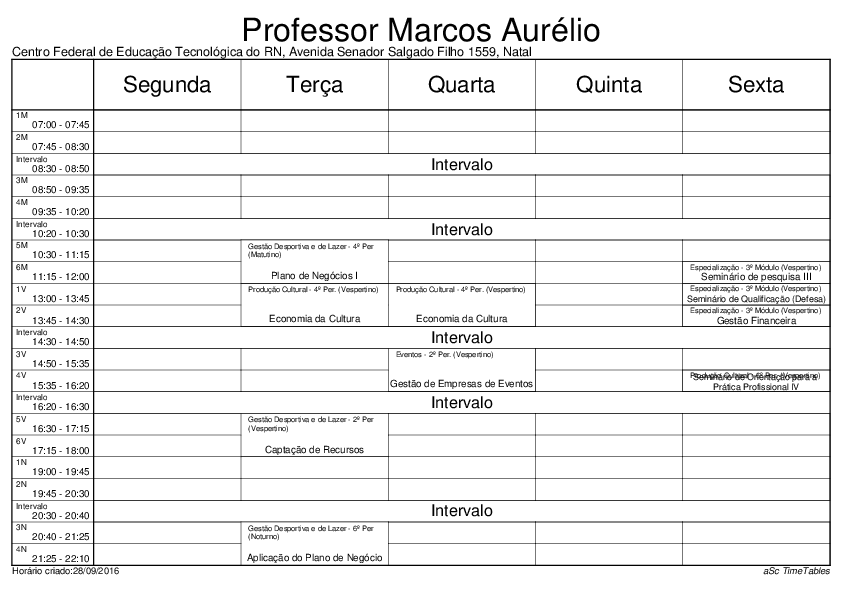 Professor Marcos Aurélio
Centro Federal de Educação Tecnológica do RN, Avenida Senador Salgado Filho 1559, Natal
Segunda Terça Quarta Quinta Sexta
1M
07:00 - 07:45
2M
07:45 - 08:30
Intervalo
08:30 - 08:50
Intervalo
3M
08:50 - 09:35
4M
09:35 - 10:20
Intervalo
10:20 - 10:30
Intervalo
5M
10:30 - 11:15
Gestão Desportiva e de Lazer - 4º Per
(Matutino)
Plano de Negócios I
6M
11:15 - 12:00
Especialização - 3º Módulo (Vespertino)
Seminário de pesquisa III
1V
13:00 - 13:45
Produção Cultural - 4º Per. (Vespertino)
Economia da Cultura
Produção Cultural - 4º Per. (Vespertino)
Economia da Cultura
Especialização - 3º Módulo (Vespertino)
Seminário de Qualificação (Defesa)
2V
13:45 - 14:30
Especialização - 3º Módulo (Vespertino)
Gestão Financeira
Intervalo
14:30 - 14:50
Intervalo
3V
14:50 - 15:35
Eventos - 2º Per. (Vespertino)
Gestão de Empresas de Eventos
4V
15:35 - 16:20
Seminário de Orientação para a
Prática Profissional IV
Intervalo
16:20 - 16:30
Intervalo
5V
16:30 - 17:15
Gestão Desportiva e de Lazer - 2º Per
(Vespertino)
Captação de Recursos
6V
17:15 - 18:00
1N
19:00 - 19:45
2N
19:45 - 20:30
Intervalo
20:30 - 20:40
Intervalo
3N
20:40 - 21:25
Gestão Desportiva e de Lazer - 6º Per
(Noturno)
Aplicação do Plano de Negócio
4N
21:25 - 22:10
Horário criado:28/09/2016
aSc TimeTables